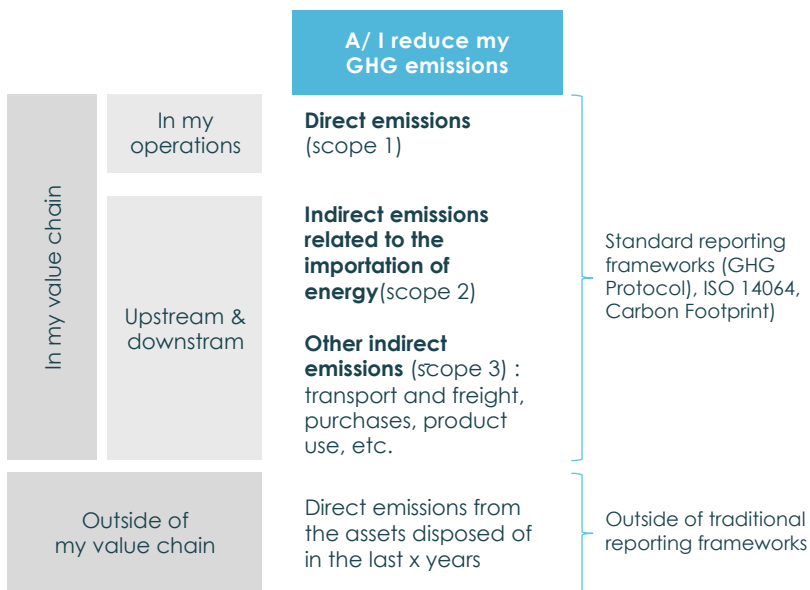 A/ I reduce my
GHG emissions
In my value chain
In my
operations
Direct emissions
(scope 1)
Upstream &
downstram
Indirect emissions
related to the
importation of
energy(scope 2)
Other indirect
emissions (scope 3) :
transport and freight,
purchases, product
use, etc.
Standard reporting
frameworks (GHG
Protocol), ISO 14064,
Carbon Footprint)
Outside of
my value chain
Direct emissions from
the assets disposed of
in the last x years
Outside of traditional
reporting frameworks